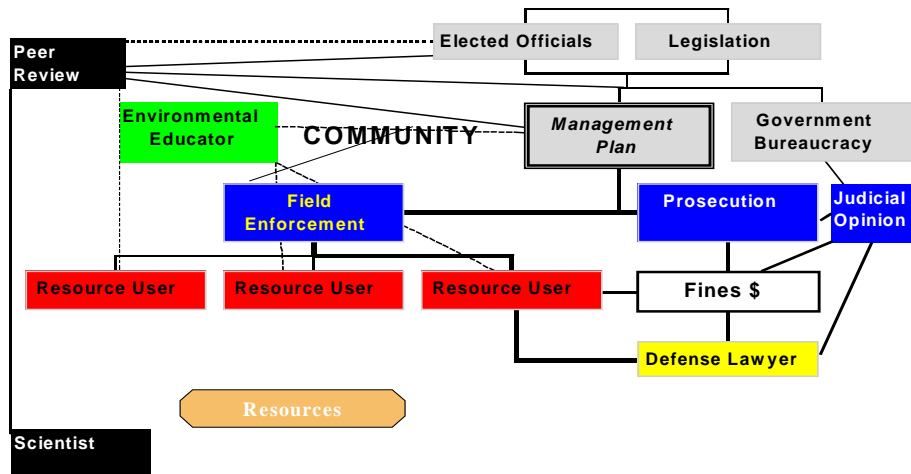 Elected Officials
Legislation
Peer
Review
Environmental
Educator
COMMUNITY
Management
Plan
Government
Bureaucracy
Field
Enforcement
Prosecution
Judicial
Opinion
Resource User
Resource User
Resource User
Fines $
Defense Lawyer
Resources
Scientist